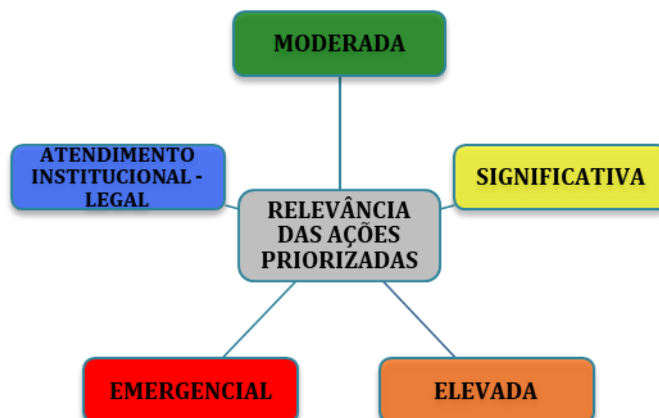 MODERADA
ATENDIMENTO
INSTITUCIONAL -
LEGAL
SIGNIFICATIVA
RELEVÂNCIA
DAS AÇÕES
PRIORIZADAS
EMERGENCIAL
ELEVADA